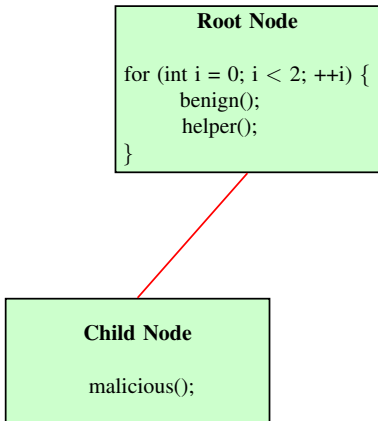 Root Node
for (int i = 0; i < 2; ++i) {
benign();
helper();
}
Child Node
malicious();